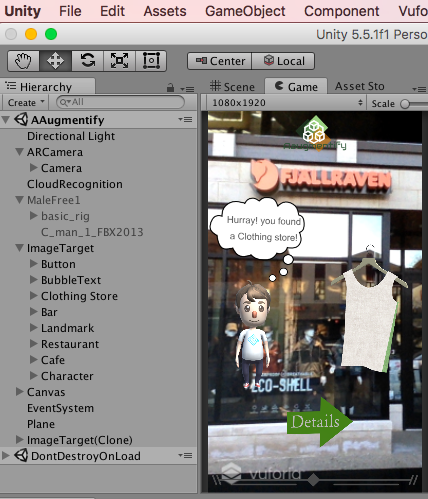 Unity File Edit Assets GameObject Component Vufo
Unity 5.5.1f1 Perso
Center Local
Hierarchy
Create All
AAugmentify
Directional Light
ARCamera
Camera
CloudRecognition
MaleFree1
basic_rig
C_man_1_FBX2013
ImageTarget
Button
BubbleText
Clothing Store
Bar
Landmark
Restaurant
Cafe
Character
Canvas
EventSystem
Plane
ImageTarget(Clone)
DontDestroyOnLoad
Scene Game Asset Sto
1080x1920 Scale
Augmentify
FJALLRAVEN
Hurray! you found
a Clothing store!
ECO-SHELL
Details
vuforia